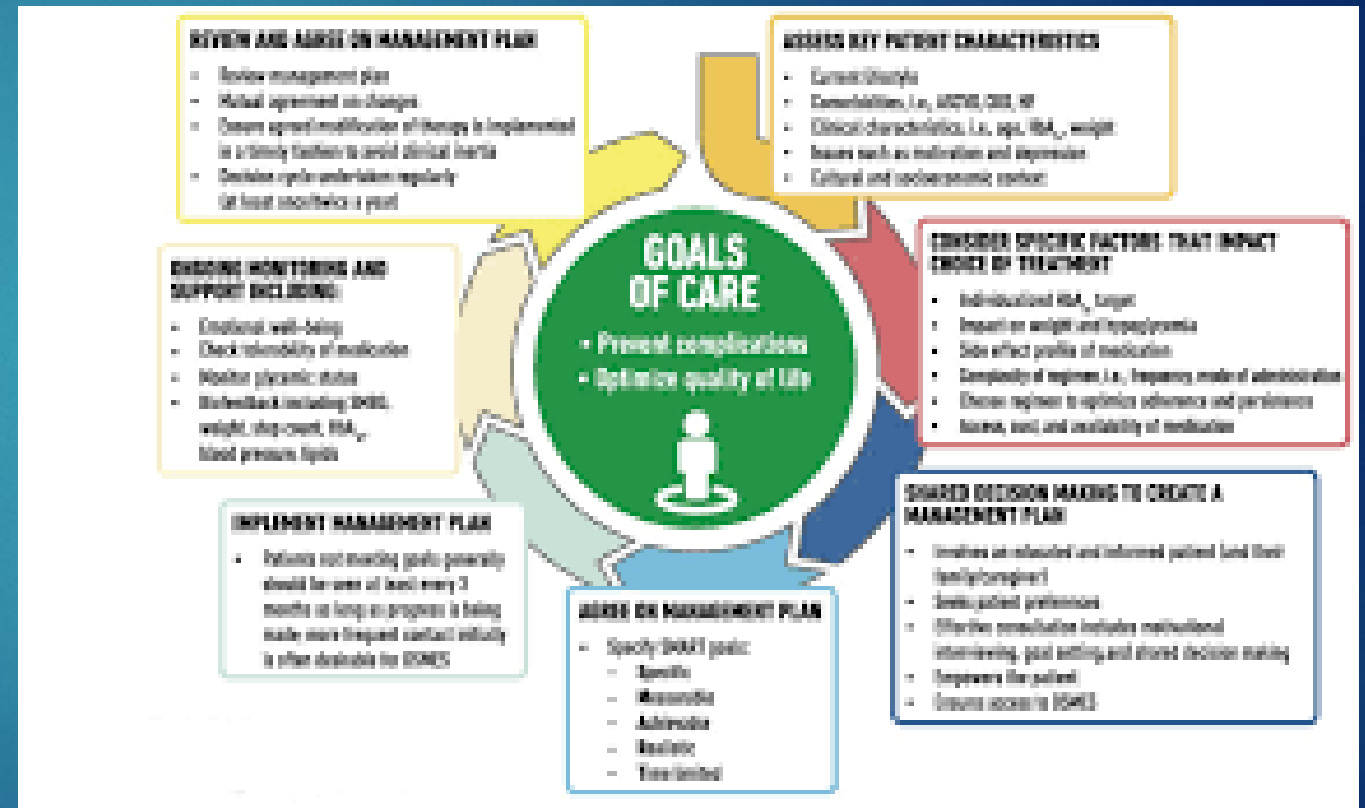 REVIEW AND AGREE ON MANAGEMENT PLAN
- Review management plan
- Mutual agreement on changes
- Ensure agreed modification of therapy is implemented
in a timely fashion to avoid clinical inertia
- Decision cycle undertaken regularly
(at least once/twice a year)
ASSESS KEY PATIENT CHARACTERISTICS
- Current lifestyle
- Comorbidities, i.e., ASCVD, CKD, HF
- Clinical characteristics, i.e., age, HbA1c, weight
- Issues such as motivation and depression
- Cultural and socioeconomic context
CONSIDER SPECIFIC FACTORS THAT IMPACT
CHOICE OF TREATMENT
• Individualized HbA1c target
• Impact on weight and hypoglycemia
• Side effect profile of medication
• Complexity of regimen, i.e., frequency, mode of administration
• Choose regimen to optimize adherence and persistence
• Access, cost, and availability of medication
SHARED DECISION MAKING TO CREATE A
MANAGEMENT PLAN
• Involves an educated and informed patient (and their
family/caregiver)
• Seeks patient preferences
• Effective consultation includes motivational
interviewing, goal setting, and shared decision making
• Empowers the patient
• Ensures access to DSMES
AGREE ON MANAGEMENT PLAN
• Specify SMART goals:
– Specific
– Measurable
– Achievable
– Realistic
– Time limited
IMPLEMENT MANAGEMENT PLAN
• Patients not meeting goals generally
should be seen at least every 3
months as long as progress is being
made; more frequent contact initially
is often desirable for DSMES
ONGOING MONITORING AND
SUPPORT INCLUDING:
• Emotional well-being
• Check tolerability of medication
• Monitor glycemic status
• Biofeedback including SMBG,
weight, step count, HbA1c,
blood pressure, lipids
GOALS
OF CARE
• Prevent complications
• Optimize quality of life